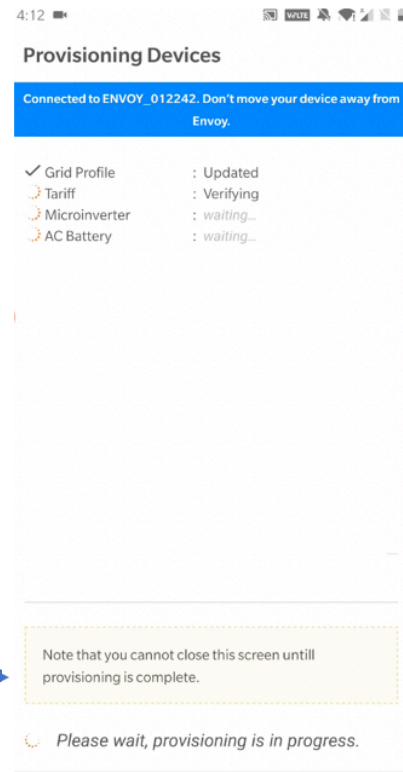 4:12
VoLTE
Provisioning Devices
Connected to ENVOY_012242. Don't move your device away from
Envoy.
Grid Profile : Updated
Tariff : Verifying
Microinverter : waiting...
AC Battery : waiting...
Note that you cannot close this screen untill
provisioning is complete.
Please wait, provisioning is in progress.